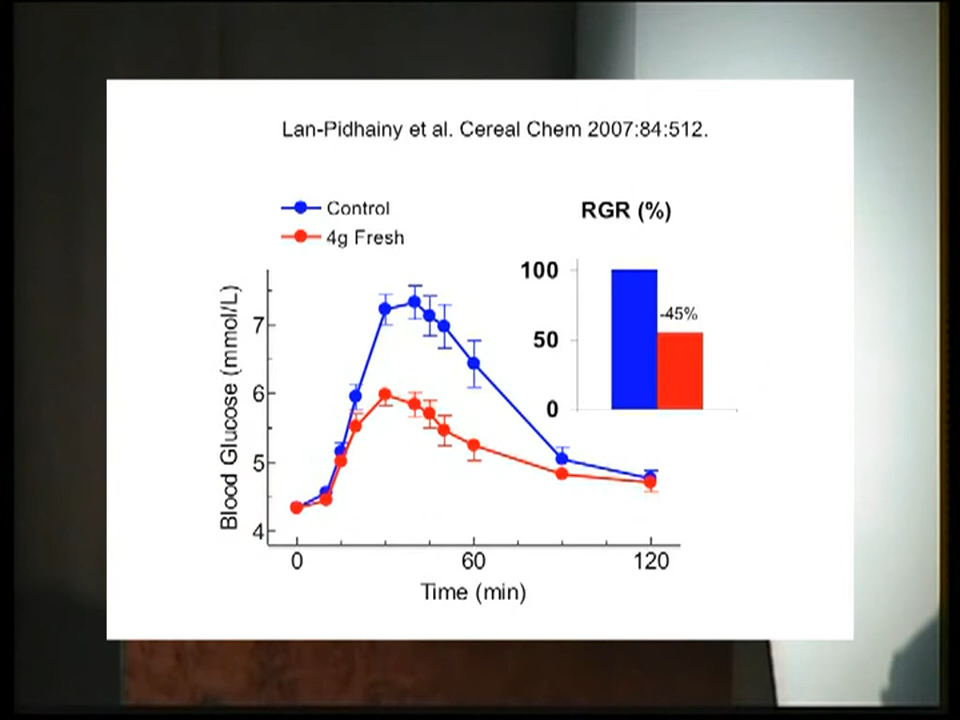 Lan-Pidhainy et al. Cereal Chem 2007:84:512.
Control
4g Fresh
RGR (%)
100
50
0
-45%
Blood Glucose (mmol/L)
7
6
5
4
0 60 120
Time (min)